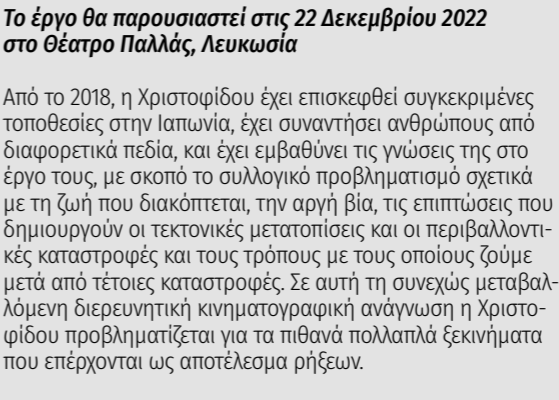 Το έργο θα παρουσιαστεί στις 22 Δεκεμβρίου 2022
στο Θέατρο Παλλάς, Λευκωσία
Από το 2018, η Χριστοφίδου έχει επισκεφθεί συγκεκριμένες
τοποθεσίες στην Ιαπωνία, έχει συναντήσει ανθρώπους από
διαφορετικά πεδία, και έχει εμβαθύνει τις γνώσεις της στο
έργο τους, με σκοπό το συλλογικό προβληματισμό σχετικά
με τη ζωή που διακόπτεται, την αργή βία, τις επιπτώσεις που
δημιουργούν οι τεκτονικές μετατοπίσεις και οι περιβαλλοντι-
κές καταστροφές και τους τρόπους με τους οποίους ζούμε
μετά από τέτοιες καταστροφές. Σε αυτή τη συνεχώς μεταβαλ-
λόμενη διερευνητική κινηματογραφική ανάγνωση η Χριστο-
φίδου προβληματίζεται για τα πιθανά πολλαπλά ξεκινήματα
που επέρχονται ως αποτέλεσμα ρήξεων.